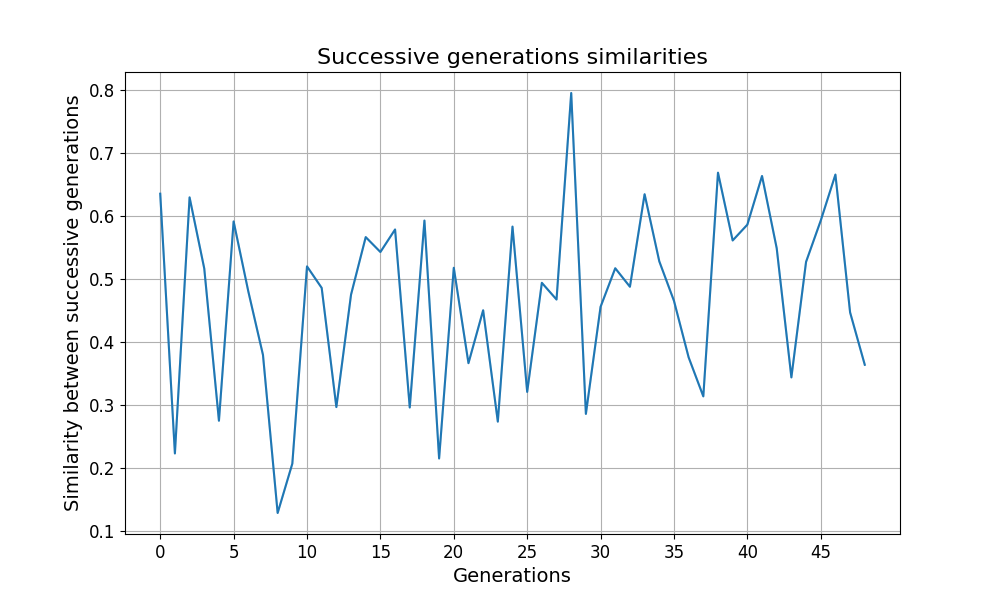 Successive generations similarities
Similarity between successive generations
0.8
0.7
0.6
0.5
0.4
0.3
0.2
0.1
0 5 10 15 20 25 30 35 40 45
Generations